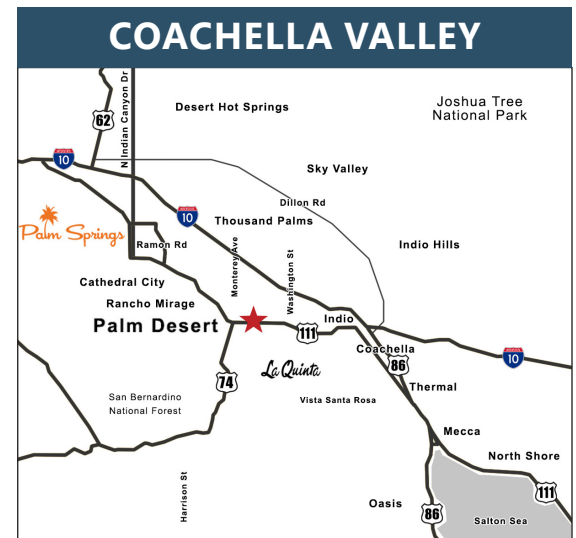 COACHELLA VALLEY
N Indian Canyon Dr
62
Desert Hot Springs
Joshua Tree
National Park
10
Sky Valley
Dillon Rd
10
Thousand Palms
Palm Springs
Ramon Rd
Indio Hills
Monterey Ave
Washington St
Cathedral City
Rancho Mirage
Palm Desert
Indio
111
Coachella
10
La Quinta
86
74
Thermal
San Bernardino
National Forest
Vista Santa Rosa
Mecca
North Shore
Harrison St
111
Oasis
86
Salton Sea